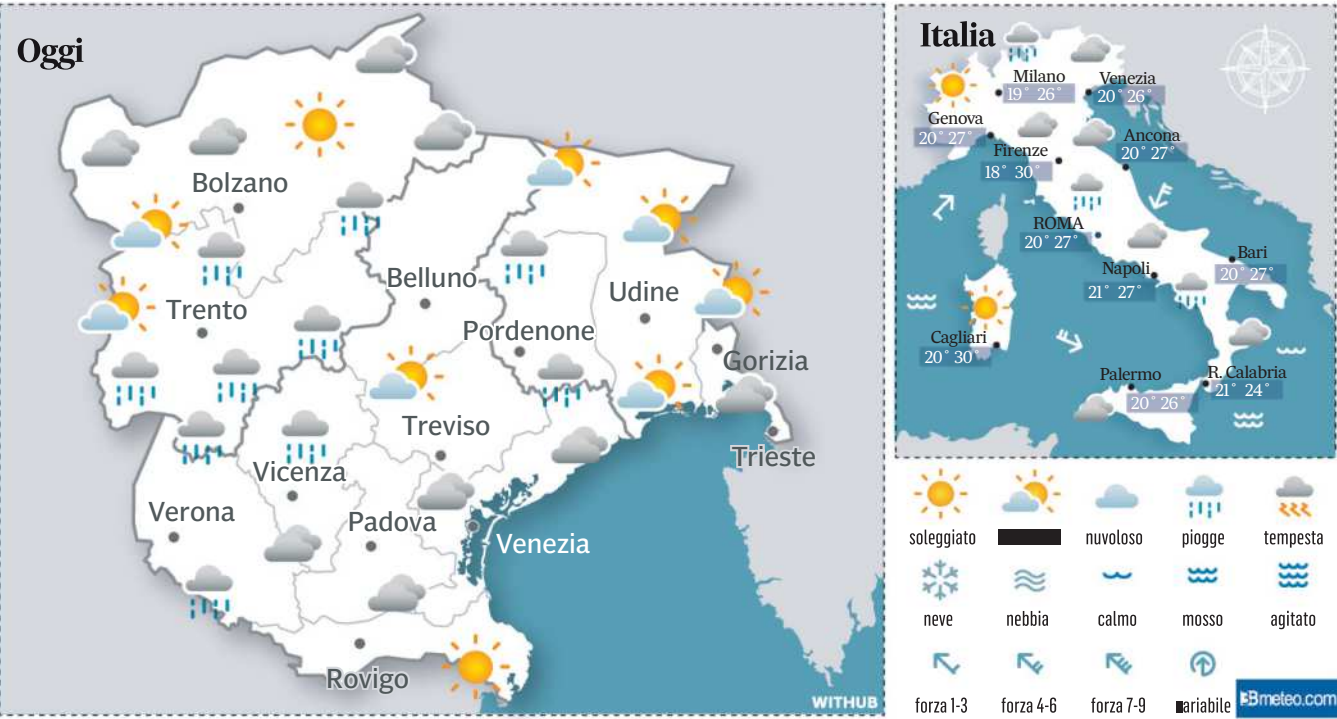 Oggi
Bolzano
Trento
Belluno
Udine
Pordenone
Gorizia
Treviso
Trieste
Vicenza
Verona
Padova
Venezia
Rovigo
WITHUB
Italia
Milano
19° 26°
Venezia
20° 26°
Genova
20° 27°
Firenze
18° 30°
Ancona
20° 27°
ROMA
20° 27°
Bari
20° 27°
Napoli
21° 27°
Cagliari
20° 30°
Palermo
20° 26°
R. Calabria
21° 24°
soleggiato
nuvoloso
piogge
tempesta
neve
nebbia
calmo
mosso
agitato
forza 1-3
forza 4-6
forza 7-9
ariabile
3Bmeteo.com